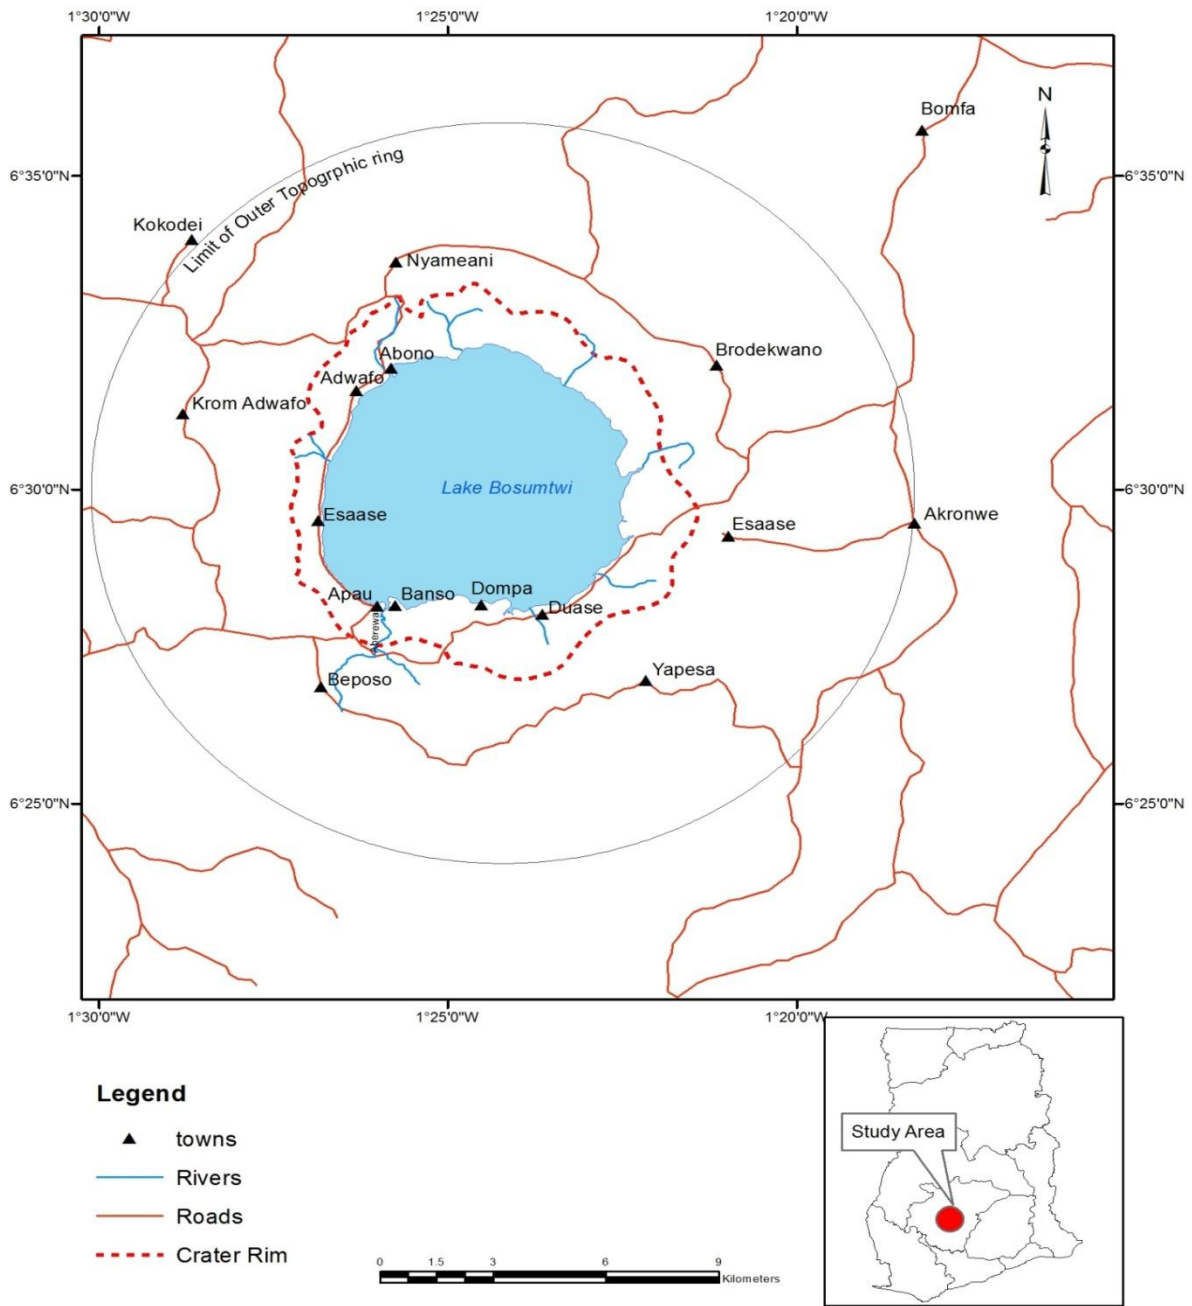 1°30'0"W
1°25'0"W
1°20'0"W
N
Bomfa
6°35'0"N
6°35'0"N
Limit of Outer Topogrphic ring
Kokodei
Nyameani
Brodekwano
Abono
Adwafo
Krom Adwafo
Lake Bosumtwi
6°30'0"N
6°30'0"N
Esaase
Esaase
Akronwe
Apau
Banso
Dompa
Duase
Beposo
Yapesa
6°25'0"N
6°25'0"N
1°30'0"W
1°25'0"W
1°20'0"W
Legend
towns
Rivers
Roads
Crater Rim
0 1.5 3 6 9
Kilometers
Study Area